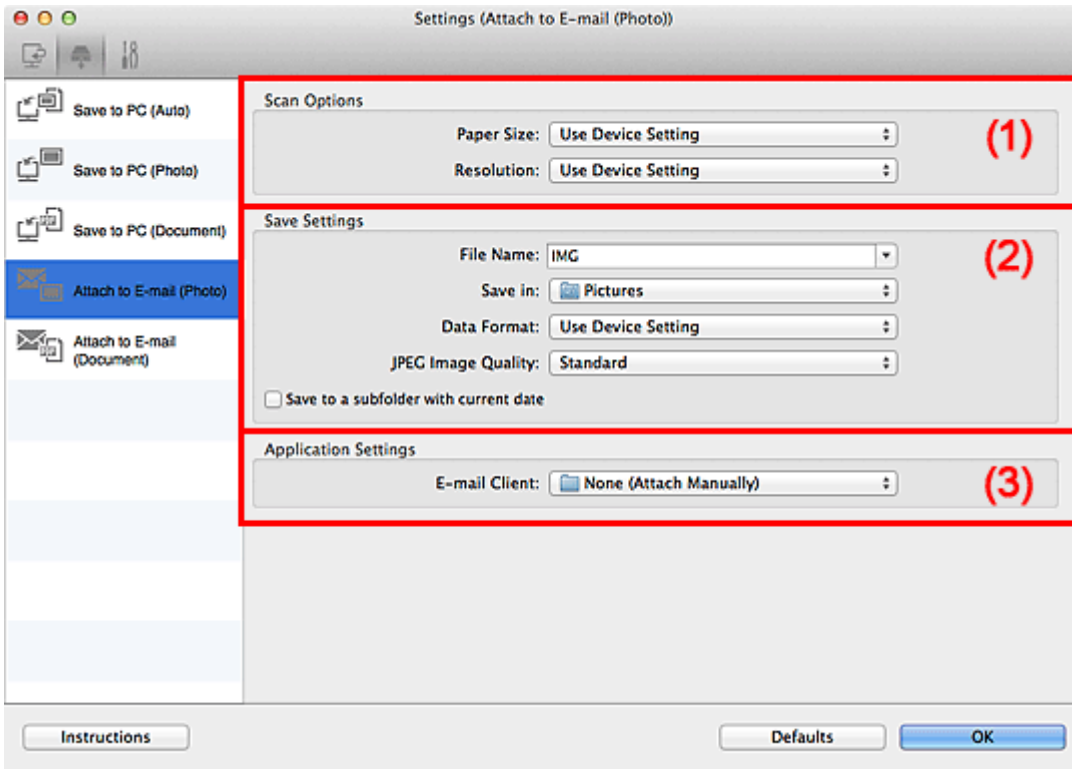 Settings (Attach to E-mail (Photo))
Save to PC (Auto)
Save to PC (Photo)
Save to PC (Document)
Attach to E-mail (Photo)
Attach to E-mail
(Document)
Scan Options
(1)
Paper Size: Use Device Setting
Resolution: Use Device Setting
Save Settings
(2)
File Name: IMG
Save in: Pictures
Data Format: Use Device Setting
JPEG Image Quality: Standard
Save to a subfolder with current date
Application Settings
(3)
E-mail Client: None (Attach Manually)
Instructions
Defaults
OK